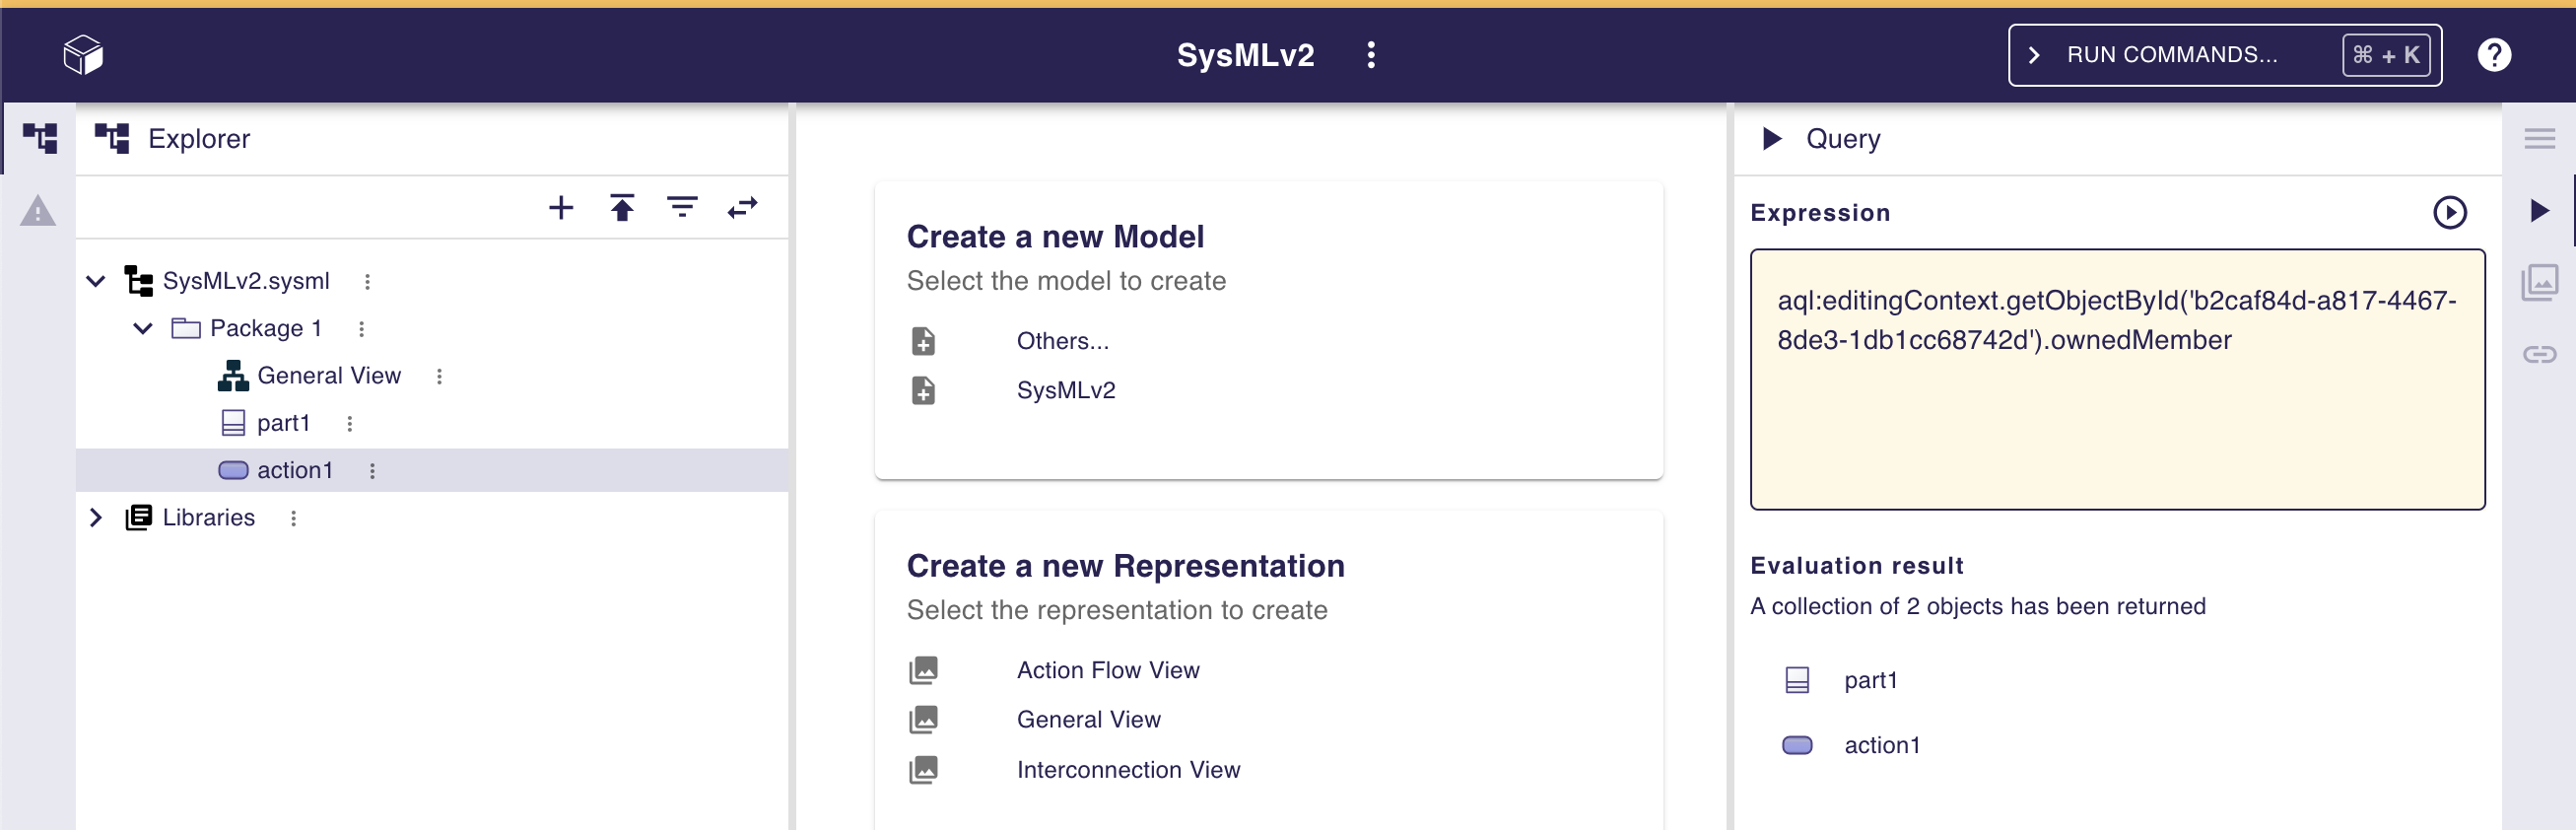 SysMLv2
RUN COMMANDS...
⌘ + K
Explorer
SysMLv2.sysml
Package 1
General View
part1
action1
Libraries
Create a new Model
Select the model to create
Others...
SysMLv2
Create a new Representation
Select the representation to create
Action Flow View
General View
Interconnection View
Query
Expression
aql:editingContext.getObjectById('b2caf84d-a817-4467-
8de3-1db1cc68742d').ownedMember
Evaluation result
A collection of 2 objects has been returned
part1
action1